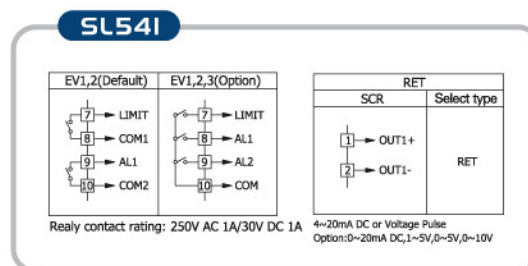 SL541
EV1,2(Default) EV1,2,3(Option)
7 LIMIT 7 LIMIT
8 COM1 8 AL1
9 AL1 9 AL2
10 COM2 10 COM
Realy contact rating: 250V AC 1A/30V DC 1A
RET
SCR Select type
1 OUT1+
RET
2 OUT1-
4~20mA DC or Voltage Pulse
Option:0~20mA DC,1~5V,0~5V,0~10V